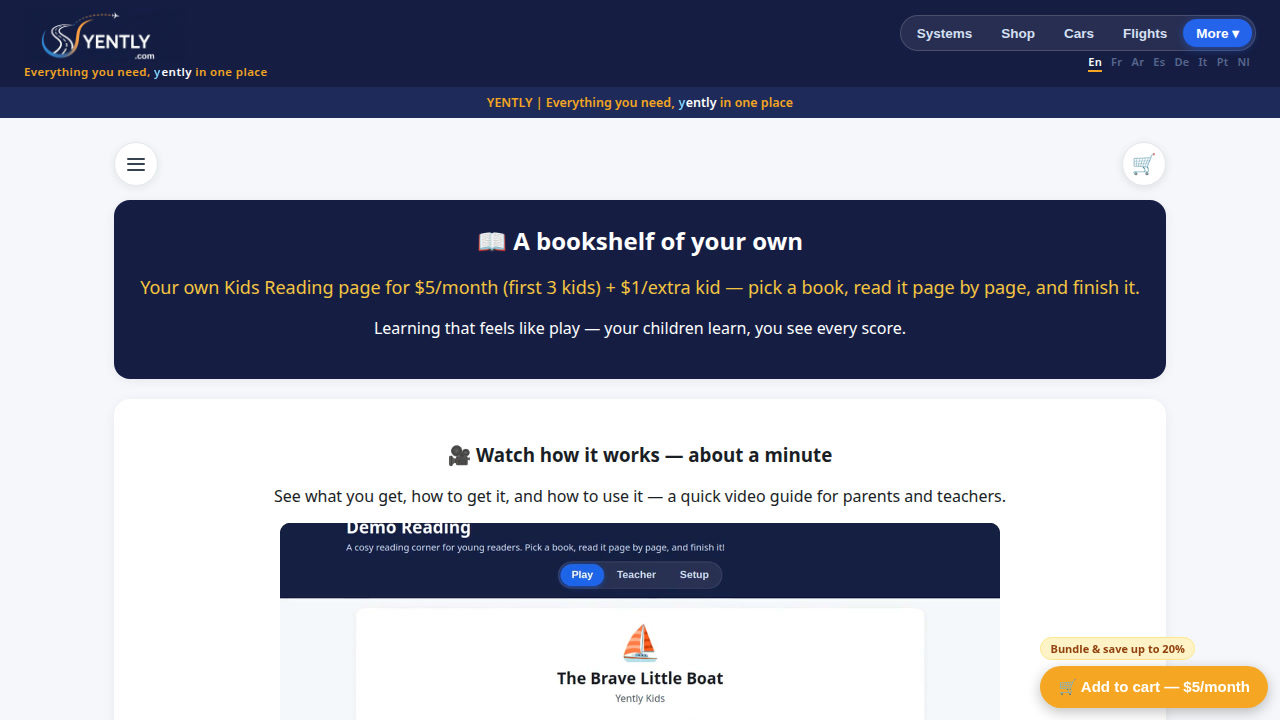 YENTLY
.com
Everything you need, yently in one place
Systems Shop Cars Flights More ▾
En Fr Ar Es De It Pt Nl
YENTLY | Everything you need, yently in one place
📖 A bookshelf of your own
Your own Kids Reading page for $5/month (first 3 kids) + $1/extra kid — pick a book, read it page by page, and finish it.
Learning that feels like play — your children learn, you see every score.
🎥 Watch how it works — about a minute
See what you get, how to get it, and how to use it — a quick video guide for parents and teachers.
Demo Reading
A cosy reading corner for young readers. Pick a book, read it page by page, and finish it!
Play Teacher Setup
The Brave Little Boat
Yently Kids
Bundle & save up to 20%
🛒 Add to cart — $5/month